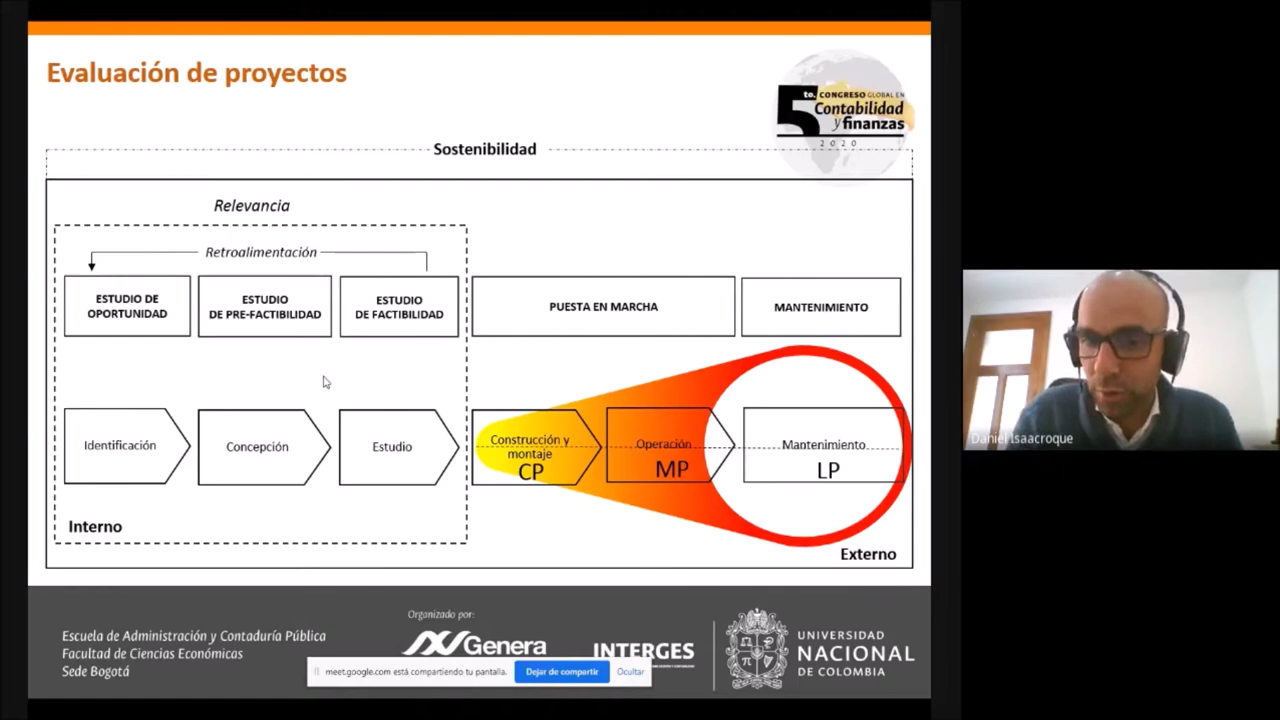 Evaluación de proyectos
5to. CONGRESO GLOBAL EN
Contabilidad
y finanzas
2020
Sostenibilidad
Relevancia
Retroalimentación
ESTUDIO DE
OPORTUNIDAD
ESTUDIO
DE PRE-FACTIBILIDAD
ESTUDIO
DE FACTIBILIDAD
PUESTA EN MARCHA
MANTENIMIENTO
Identificación
Concepción
Estudio
Construcción y
montaje
CP
Operación
MP
Mantenimiento
LP
Interno
Externo
Daniel Isaacroque
Escuela de Administración y Contaduría Pública
Facultad de Ciencias Económicas
Sede Bogotá
Organizado por:
Genera
INTERGES
UNIVERSIDAD
NACIONAL
DE COLOMBIA
meet.google.com está compartiendo tu pantalla.
Dejar de compartir
Ocultar